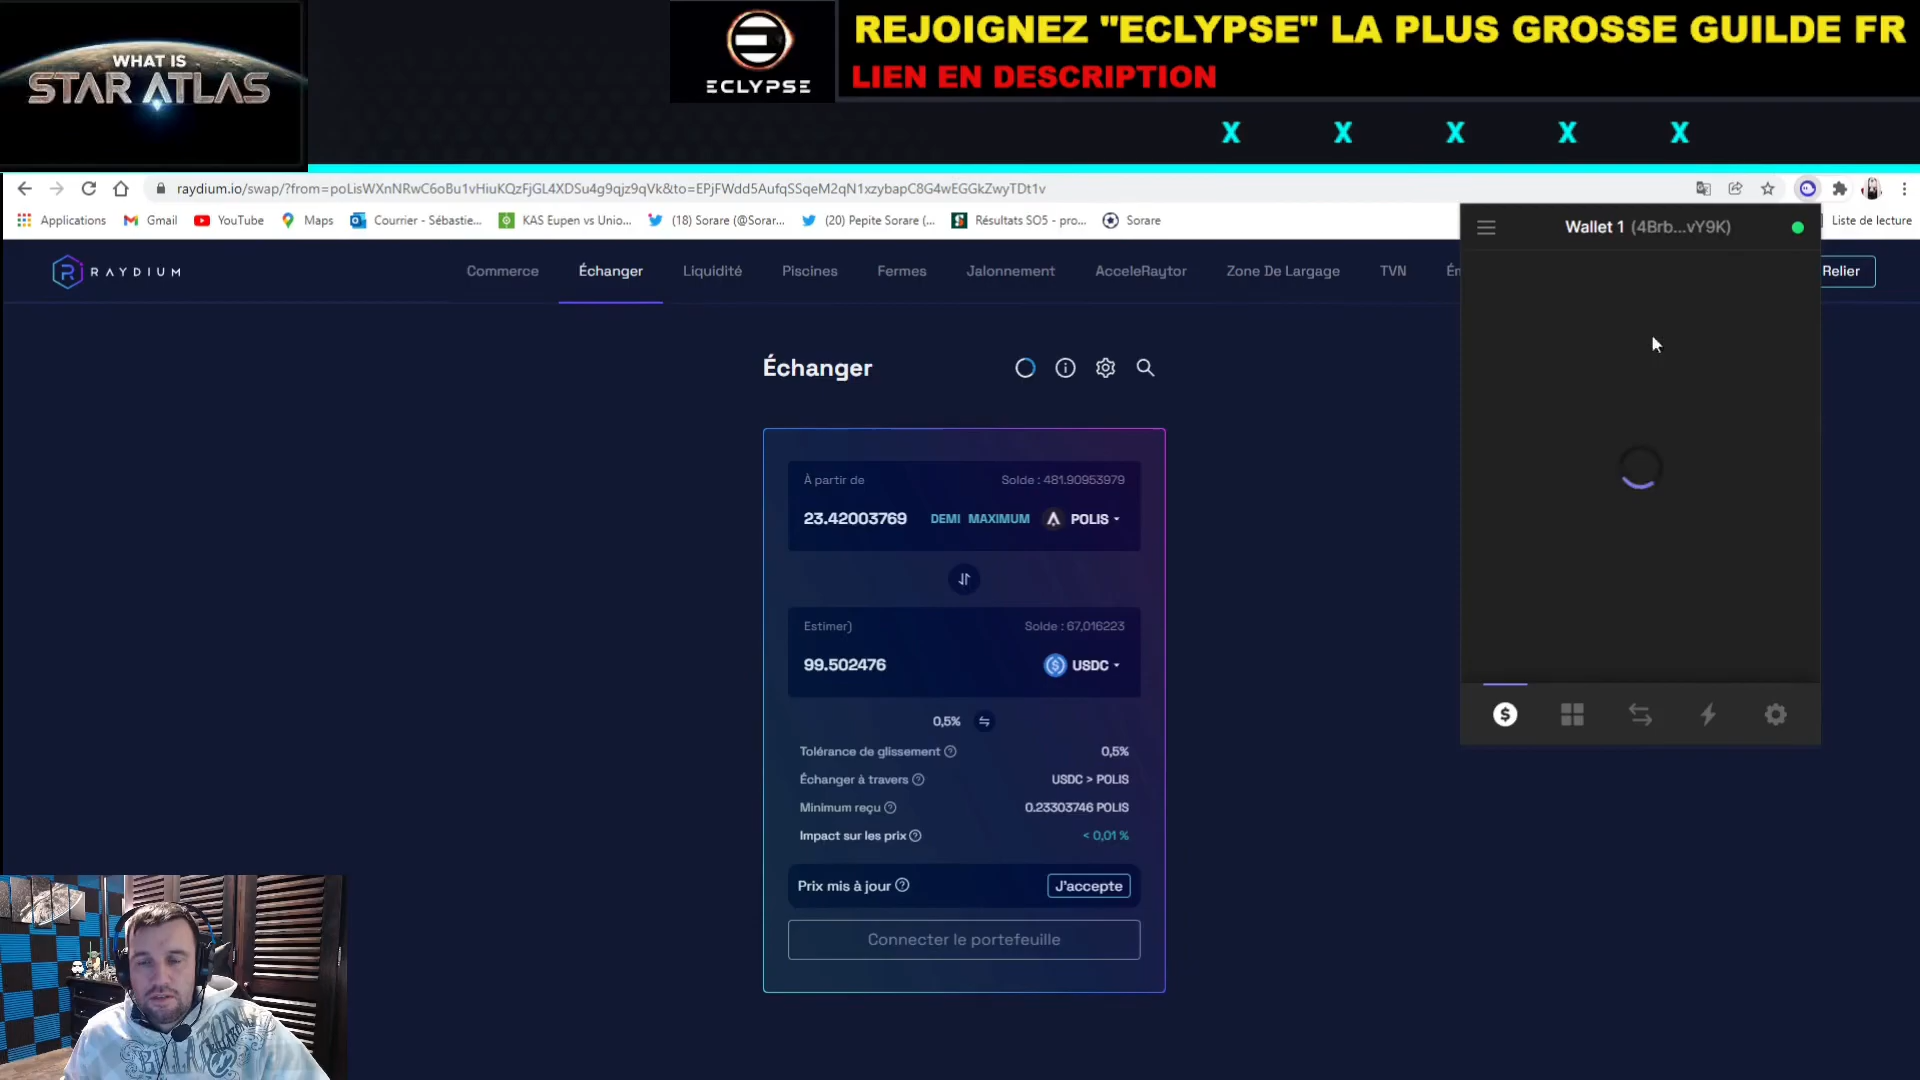 WHAT IS
STAR ATLAS
ECLYPSE
REJOIGNEZ "ECLYPSE" LA PLUS GROSSE GUILDE FR
LIEN EN DESCRIPTION
X X X X X
raydium.io/swap/?from=poLisWXnNRwC6oBu1vHiuKQzFjGL4XDSu4g9qjz9qVk&to=EPjFWdd5AufqSSqeM2qN1xzybapC8G4wEGGkZwyTDt1v
Applications Gmail YouTube Maps Courrier - Sébastie... KAS Eupen vs Unio... (18) Sorare (@Sorar... (20) Pepite Sorare (... Résultats SO5 - pro... Sorare Liste de lecture
Wallet 1 (4Brb...vY9K)
RAYDIUM
Commerce Échanger Liquidité Piscines Fermes Jalonnement AcceleRaytor Zone De Largage TVN Ém Relier
Échanger
À partir de Solde : 481.90953979
23.42003769 DEMI MAXIMUM POLIS
Estimer) Solde : 67,016223
99.502476 USDC
0,5%
Tolérance de glissement 0,5%
Échanger à travers USDC > POLIS
Minimum reçu 0.23303746 POLIS
Impact sur les prix < 0,01 %
Prix mis à jour J'accepte
Connecter le portefeuille